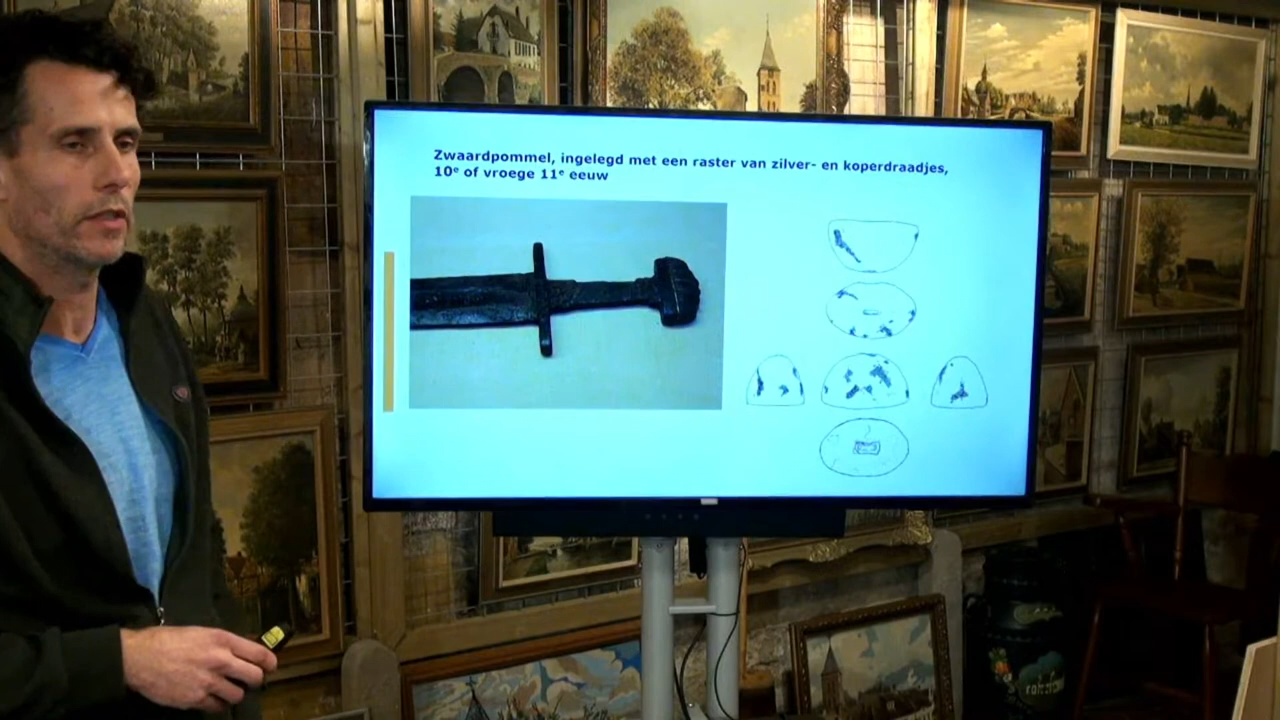 Zwaardpommel, ingelegd met een raster van zilver- en koperdraadjes,
10e of vroege 11e eeuw